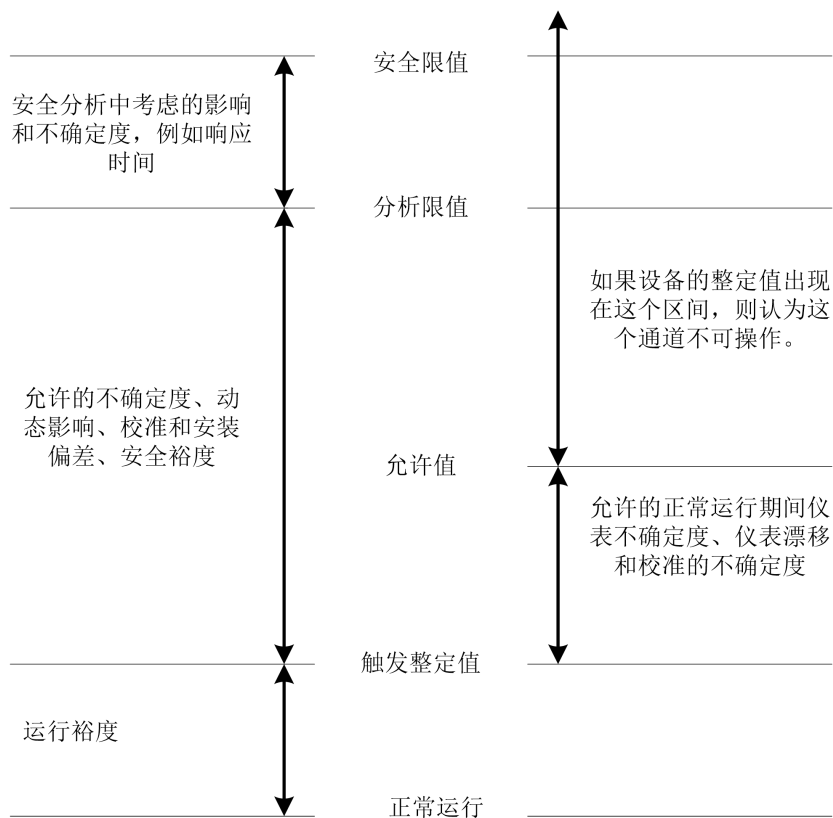 安全限值
安全分析中考虑的影响
和不确定度，例如响应
时间
分析限值
如果设备的整定值出现
在这个区间，则认为这
个通道不可操作。
允许的不确定度、动
态影响、校准和安装
偏差、安全裕度
允许值
允许的正常运行期间仪
表不确定度、仪表漂移
和校准的不确定度
触发整定值
运行裕度
正常运行